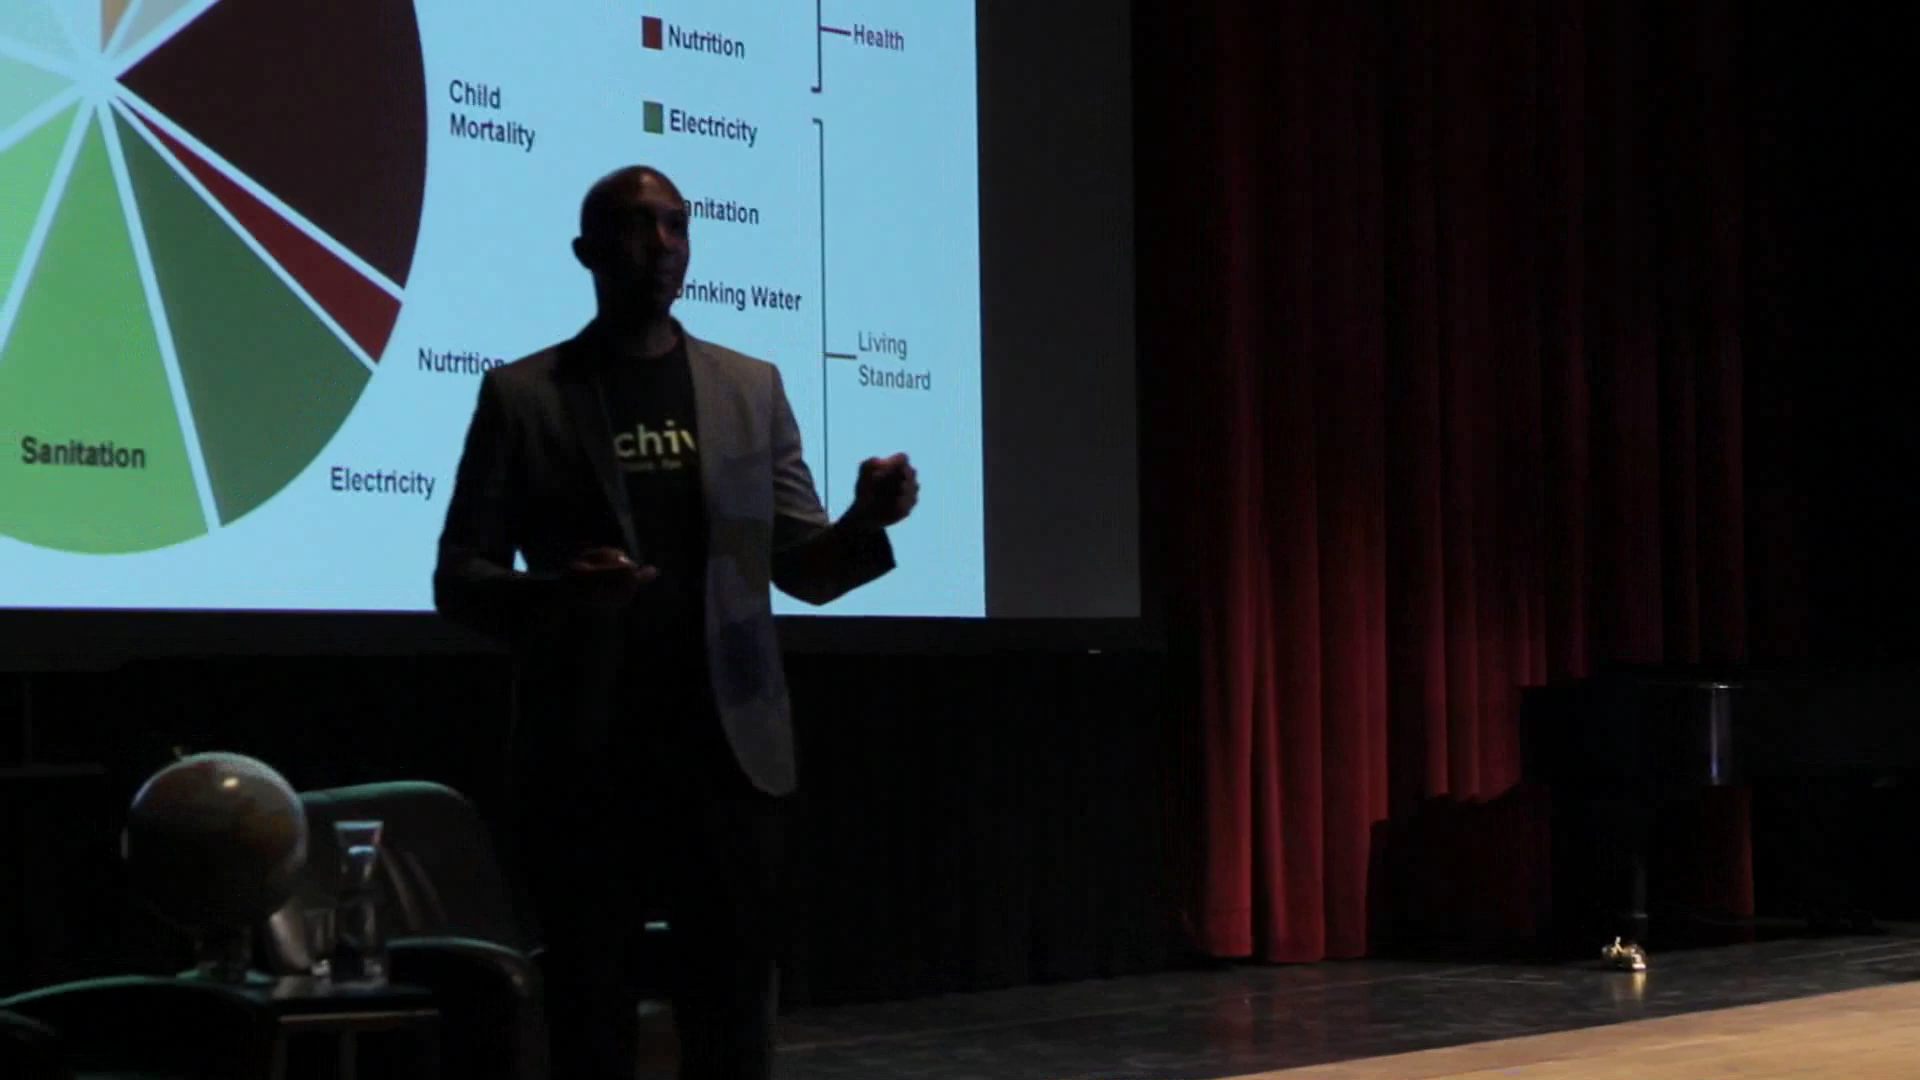 Nutrition
Health
Child
Mortality
Electricity
anitation
rinking Water
Living
Standard
Nutrition
Sanitation
Electricity
chiv